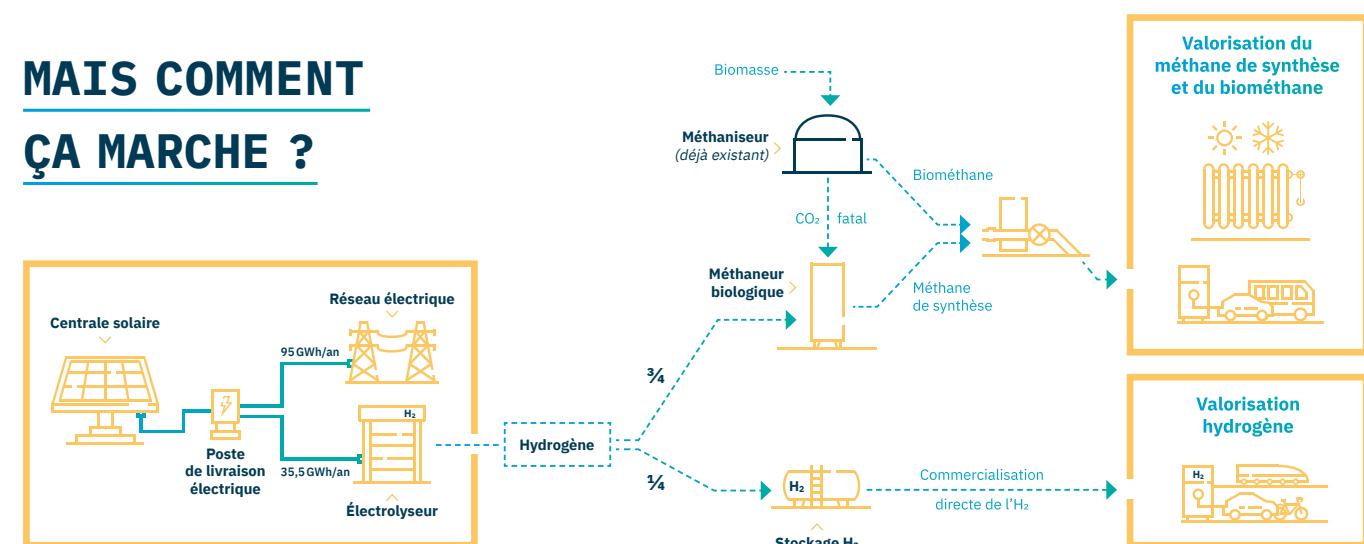 MAIS COMMENT
ÇA MARCHE ?
Centrale solaire
Réseau électrique
95 GWh/an
H₂
Poste
de livraison
électrique
35,5 GWh/an
Électrolyseur
Hydrogène
¾
¼
Biomasse
Méthaniseur
(déjà existant)
CO₂ fatal
Méthaneur
biologique
Biométhane
Méthane
de synthèse
H₂
Stockage H₂
Commercialisation
directe de l’H₂
Valorisation du
méthane de synthèse
et du biométhane
Valorisation
hydrogène
H₂